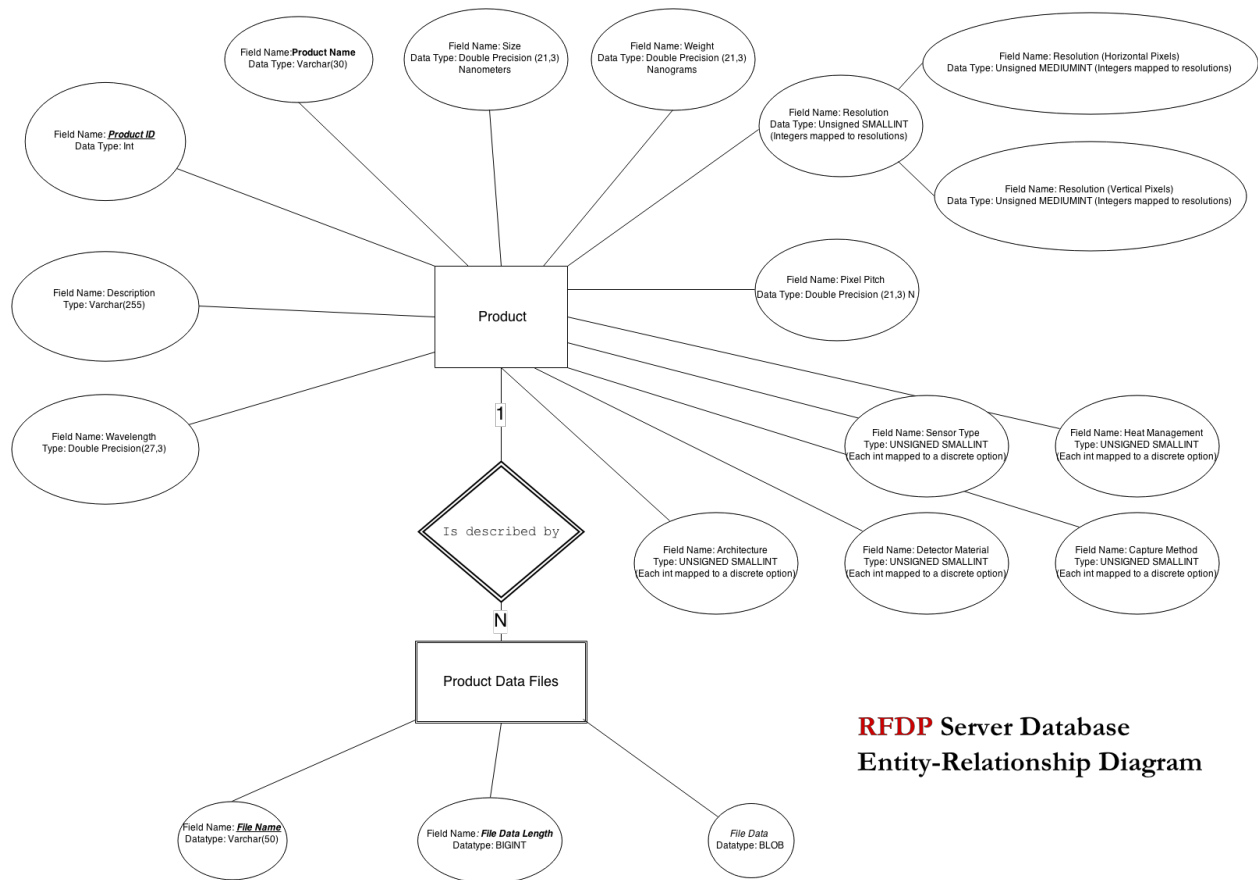 Field Name: Product Name
Data Type: Varchar(30)
Field Name: Size
Data Type: Double Precision (21,3)
Nanometers
Field Name: Weight
Data Type: Double Precision (21,3)
Nanograms
Field Name: Resolution (Horizontal Pixels)
Data Type: Unsigned MEDIUMINT (Integers mapped to resolutions)
Field Name: Product ID
Data Type: Int
Field Name: Resolution
Data Type: Unsigned SMALLINT
(Integers mapped to resolutions)
Field Name: Resolution (Vertical Pixels)
Data Type: Unsigned MEDIUMINT (Integers mapped to resolutions)
Field Name: Description
Type: Varchar(255)
Product
Field Name: Pixel Pitch
Data Type: Double Precision (21,3) N
Field Name: Wavelength
Type: Double Precision(27,3)
1
Field Name: Sensor Type
Type: UNSIGNED SMALLINT
(Each int mapped to a discrete option)
Field Name: Heat Management
Type: UNSIGNED SMALLINT
(Each int mapped to a discrete option)
Is described by
Field Name: Architecture
Type: UNSIGNED SMALLINT
(Each int mapped to a discrete option)
Field Name: Detector Material
Type: UNSIGNED SMALLINT
(Each int mapped to a discrete option)
Field Name: Capture Method
Type: UNSIGNED SMALLINT
(Each int mapped to a discrete option)
N
Product Data Files
RFDP Server Database
Entity-Relationship Diagram
Field Name: File Name
Datatype: Varchar(50)
Field Name: File Data Length
Datatype: BIGINT
File Data
Datatype: BLOB